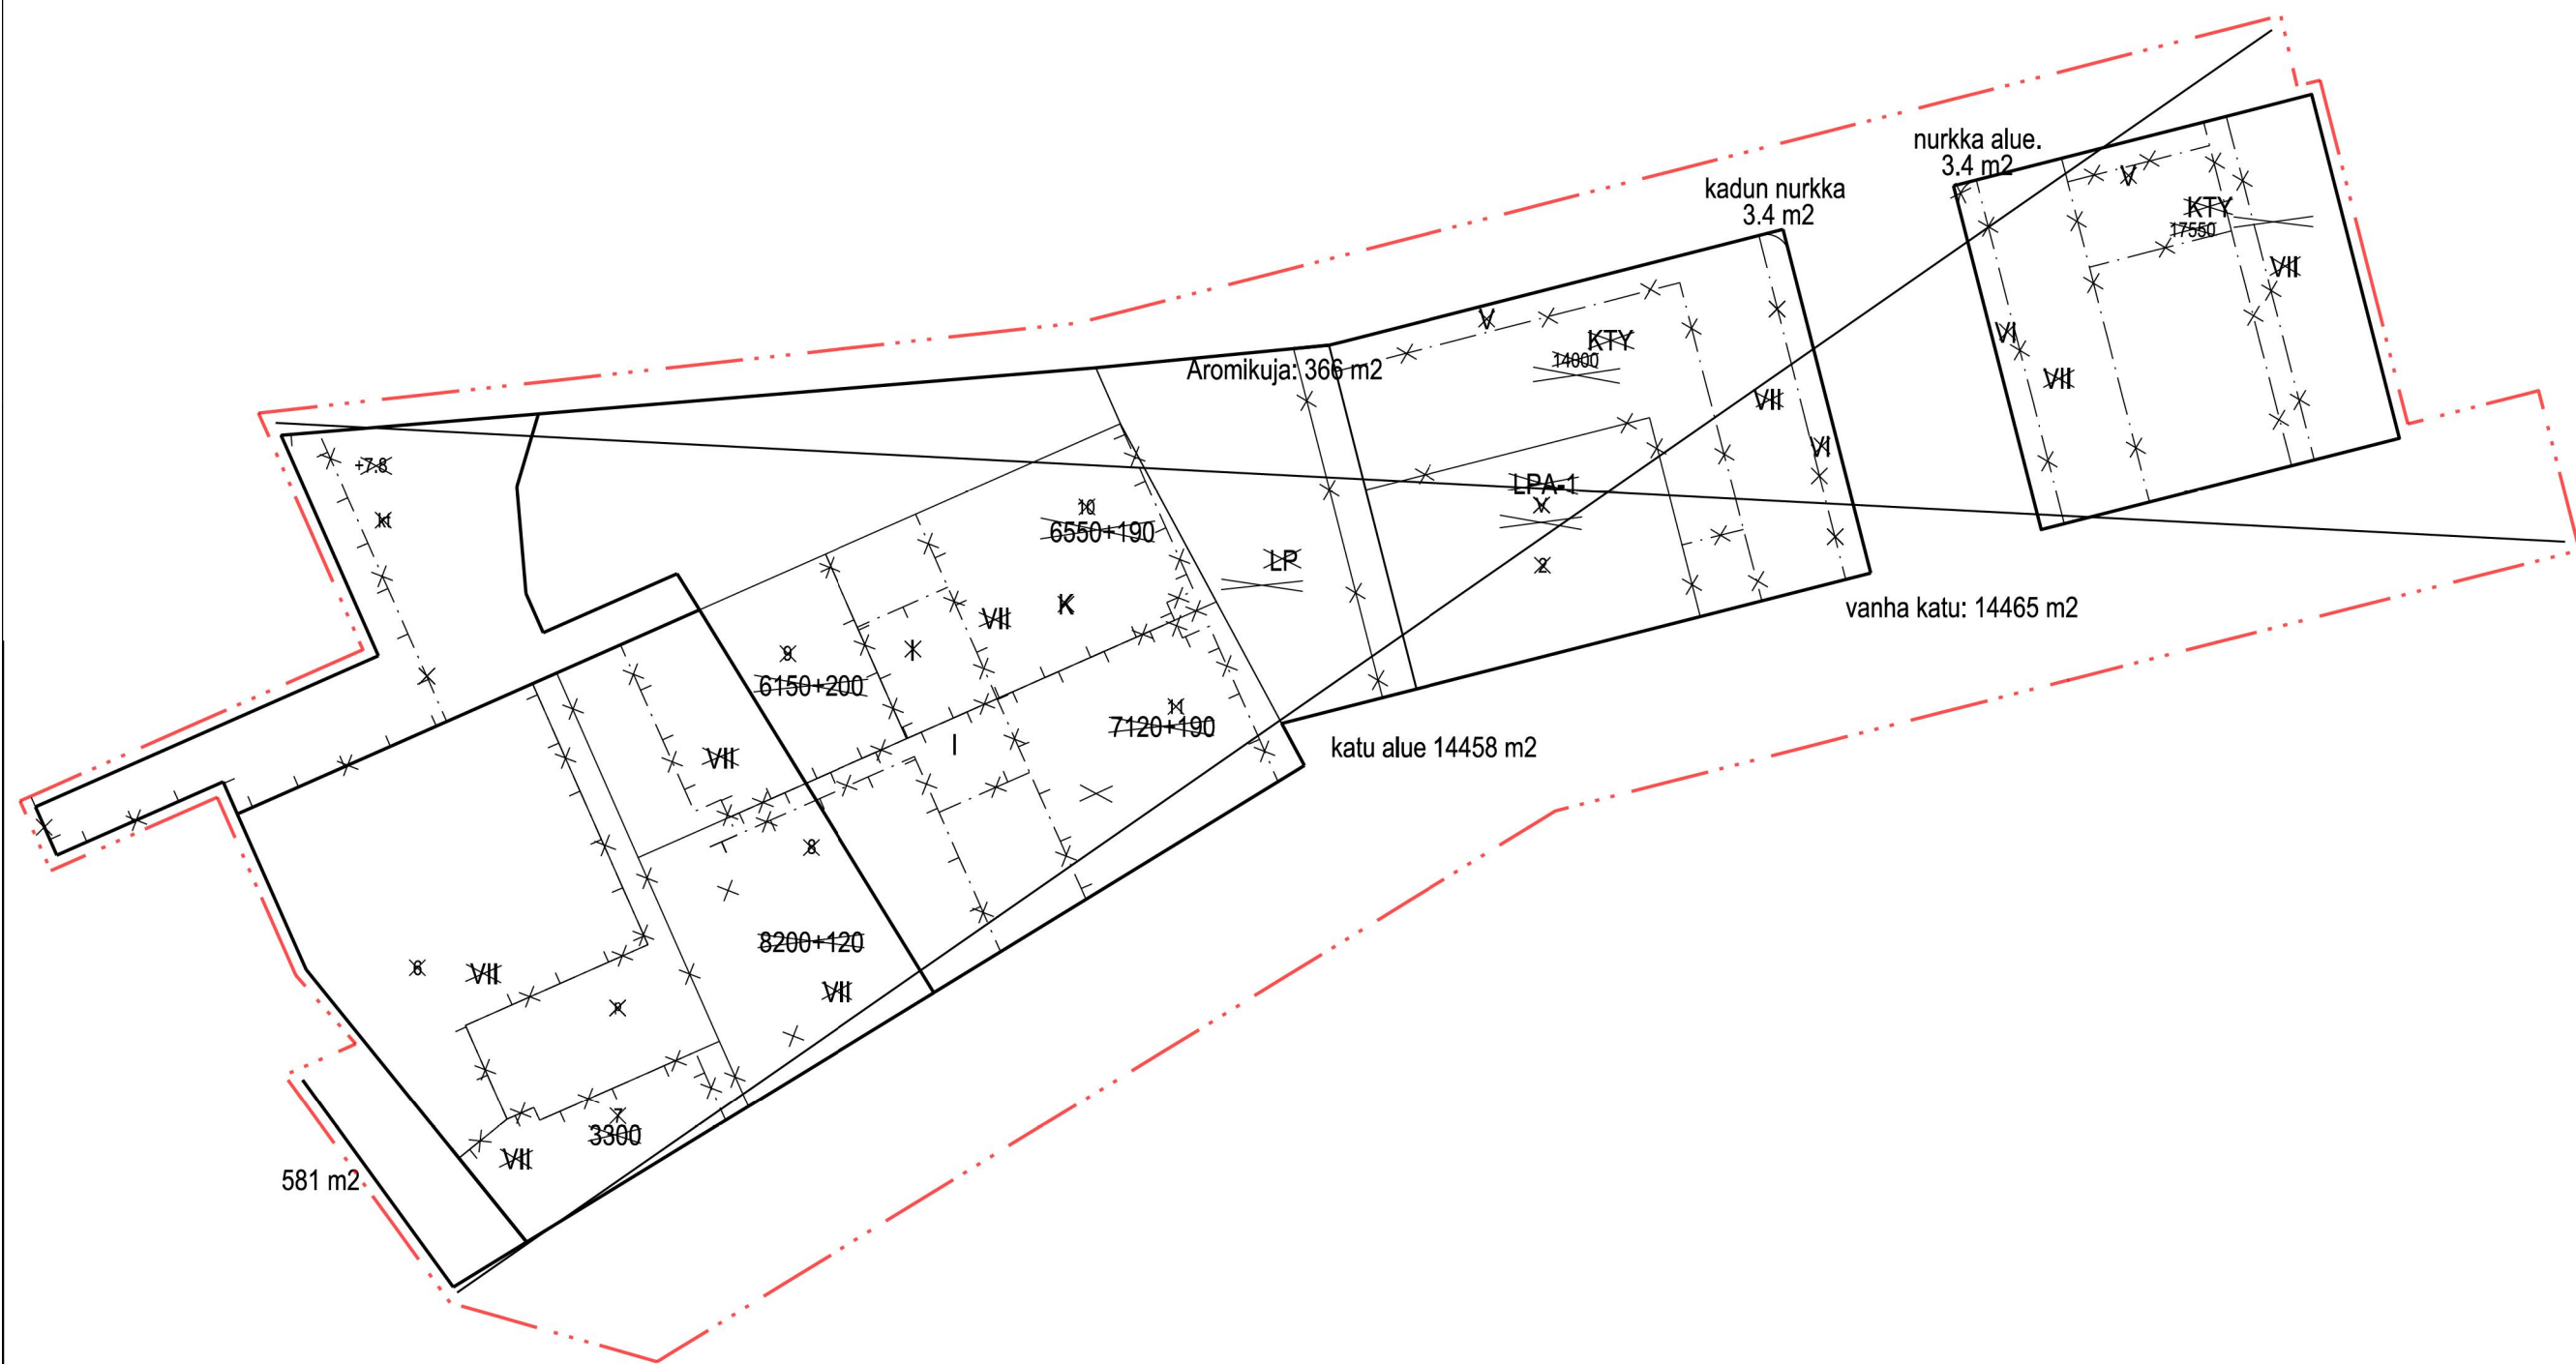 nurkka alue.
3.4 m2
V
KTY
17550
VII
VI
VII
kadun nurkka
3.4 m2
V
KTY
14000
VII
VI
Aromikuja: 366 m2
LPA-1
V
2
LP
+7.8
10
6550+190
VII
K
9
6150+200
I
vanha katu: 14465 m2
11
7120+190
I
katu alue 14458 m2
VII
8
8200+120
VII
6
VII
7
3300
VII
581 m2